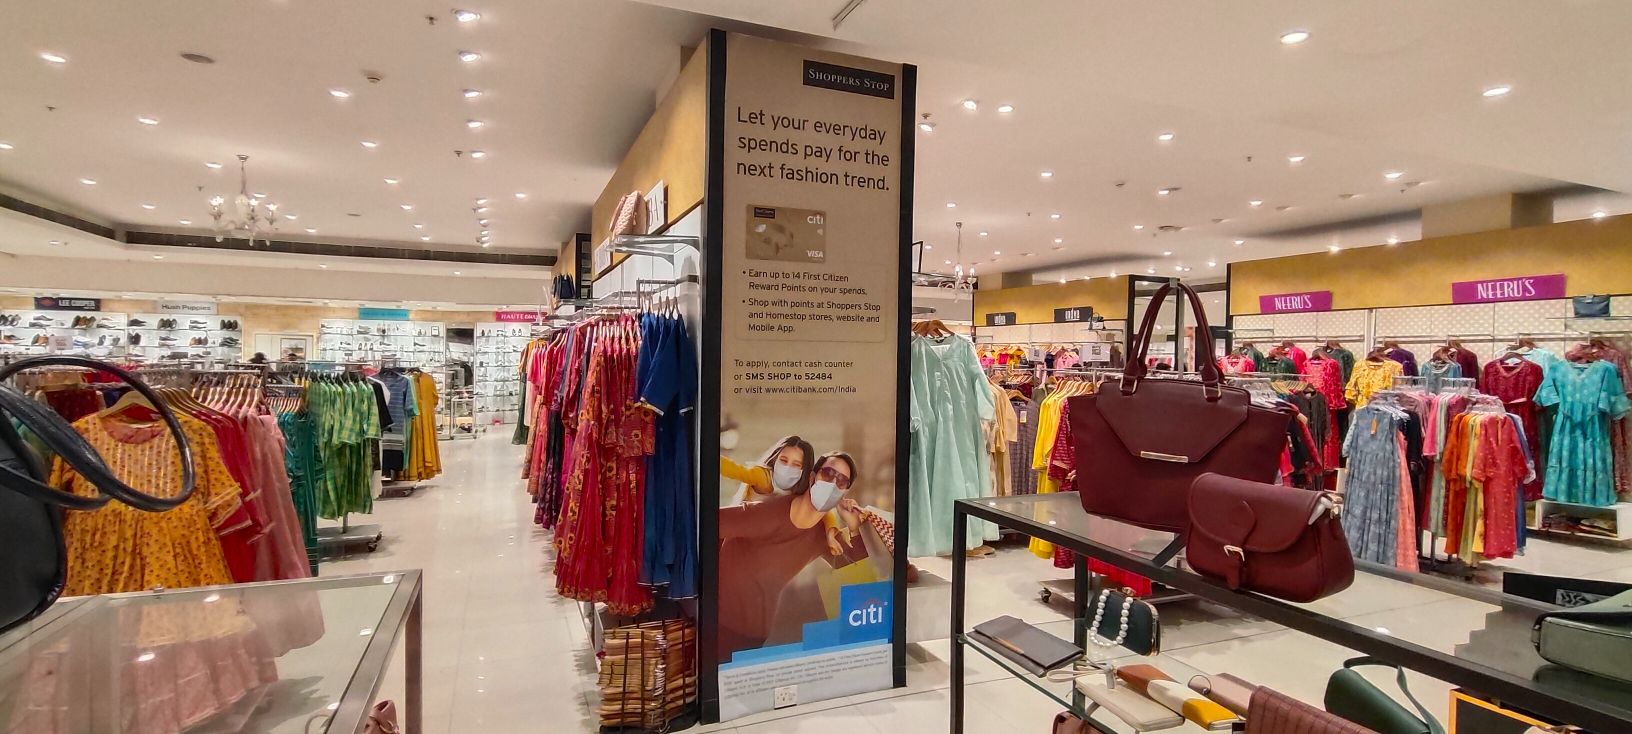 SHOPPERS STOP
Let your everyday
spends pay for the
next fashion trend.
citi
VISA
• Earn up to 14 First Citizen
Reward Points on your spends.
• Shop with points at Shoppers Stop
and Homestop stores, website and
Mobile App.
To apply, contact cash counter
or SMS SHOP to 52484
or visit www.citibank.com/India
citi
LEE COOPER
Hush Puppies
HAUTE
NEERU'S
NEERU'S